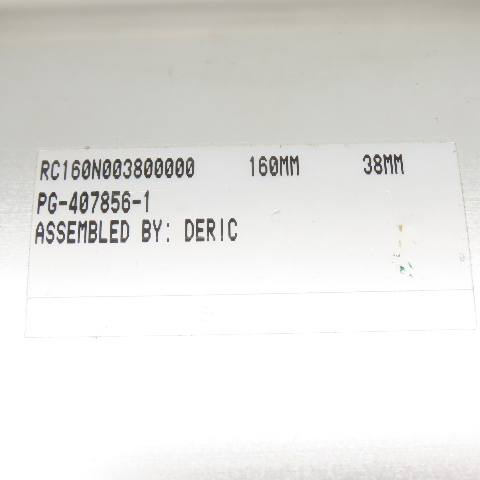 RC160N003800000 160MM 38MM
PG-407856-1
ASSEMBLED BY: DERIC